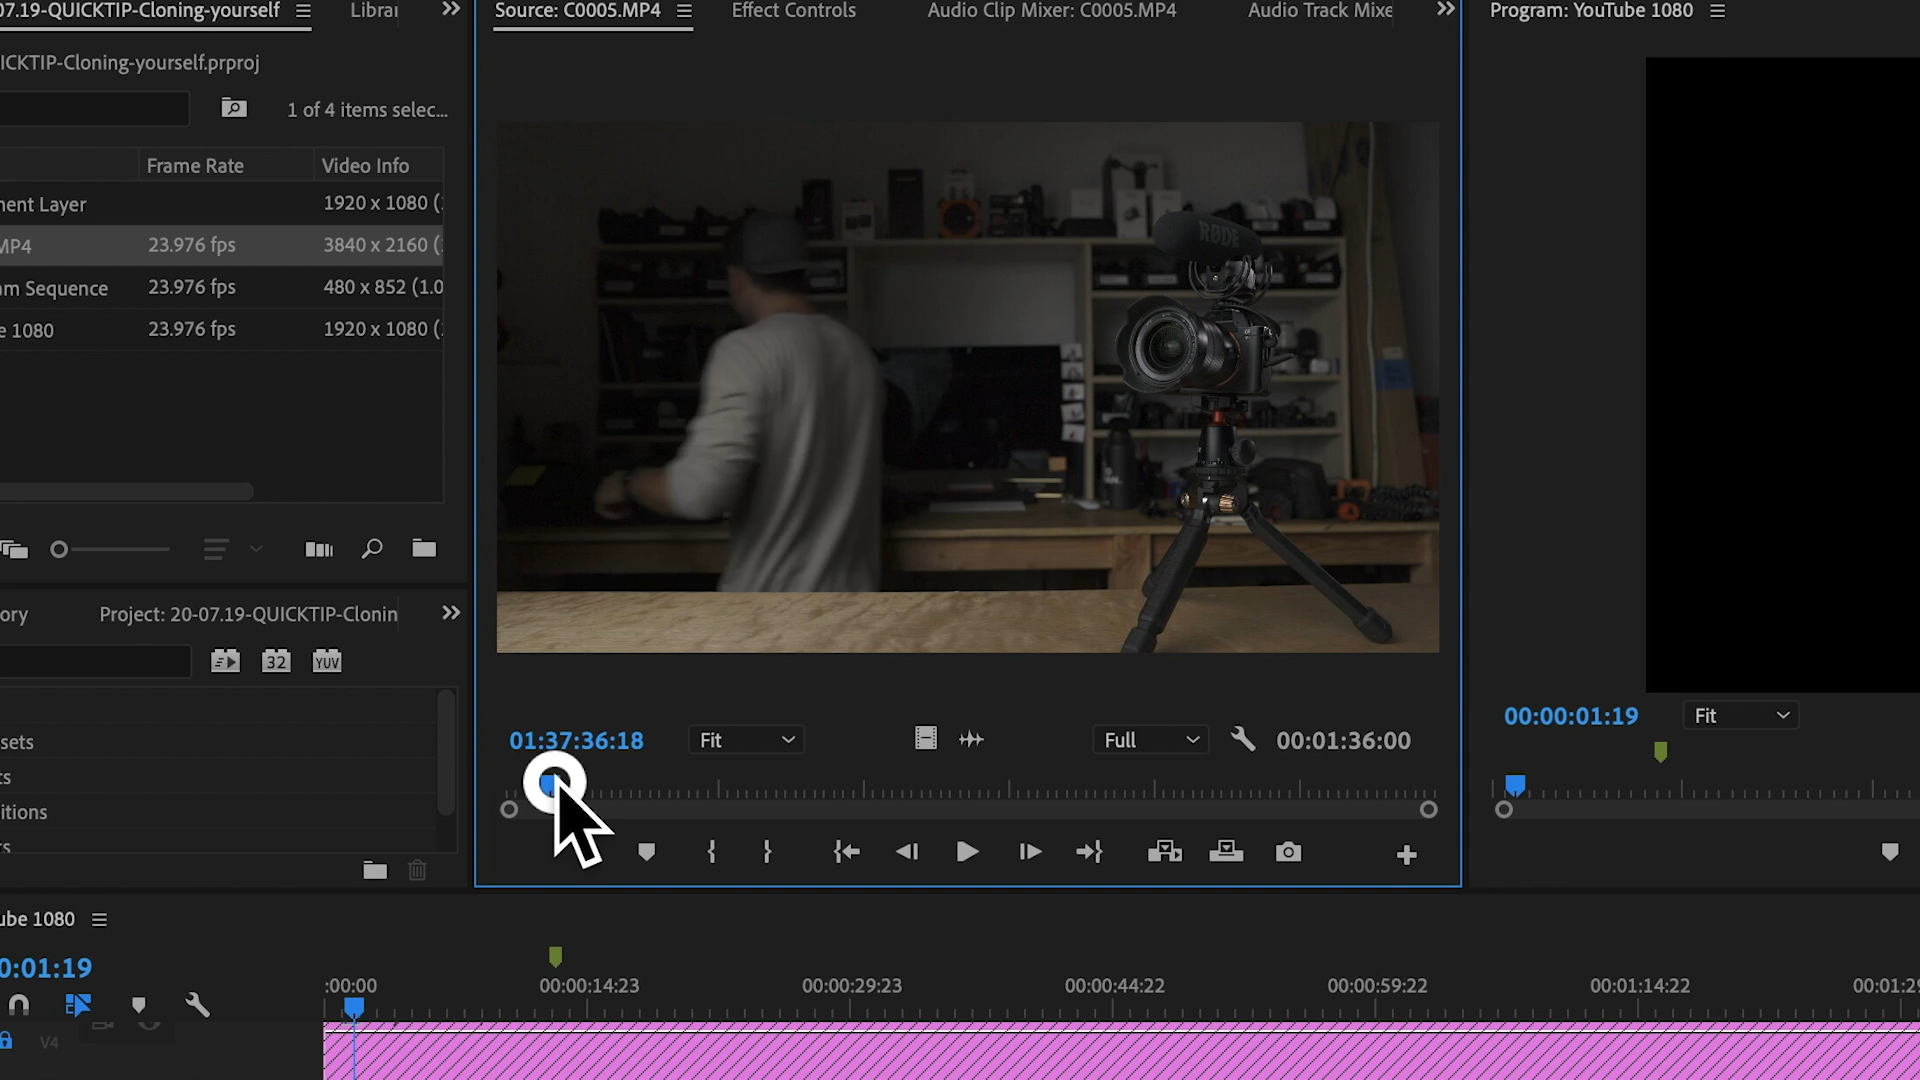 07.19-QUICKTIP-Cloning-yourself
Librar
Source: C0005.MP4
Effect Controls
Audio Clip Mixer: C0005.MP4
Audio Track Mixe
Program: YouTube 1080
ICKTIP-Cloning-yourself.prproj
1 of 4 items selec...
Frame Rate
Video Info
nent Layer
1920 x 1080 (
MP4
23.976 fps
3840 x 2160 (
am Sequence
23.976 fps
480 x 852 (1.0
e 1080
23.976 fps
1920 x 1080 (
RØDE
ory
Project: 20-07.19-QUICKTIP-Clonin
32
YUV
sets
ts
itions
ts
01:37:36:18
Fit
Full
00:01:36:00
00:00:01:19
Fit
ube 1080
0:01:19
:00:00
00:00:14:23
00:00:29:23
00:00:44:22
00:00:59:22
00:01:14:22
00:01:29
V4